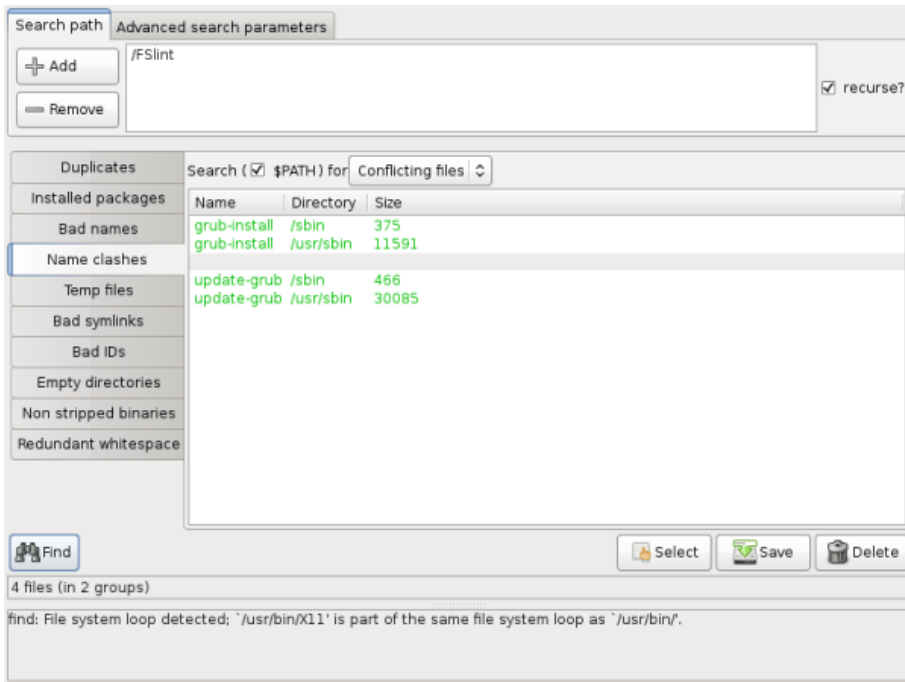 Search path Advanced search parameters
Add
/FSlint
recurse?
Remove
Duplicates
Search ( $PATH ) for Conflicting files
Installed packages
Name Directory Size
Bad names
grub-install /sbin 375
grub-install /usr/sbin 11591
Name clashes
update-grub /sbin 466
update-grub /usr/sbin 30085
Temp files
Bad symlinks
Bad IDs
Empty directories
Non stripped binaries
Redundant whitespace
Find
Select Save Delete
4 files (in 2 groups)
find: File system loop detected; `/usr/bin/X11' is part of the same file system loop as `/usr/bin/'.